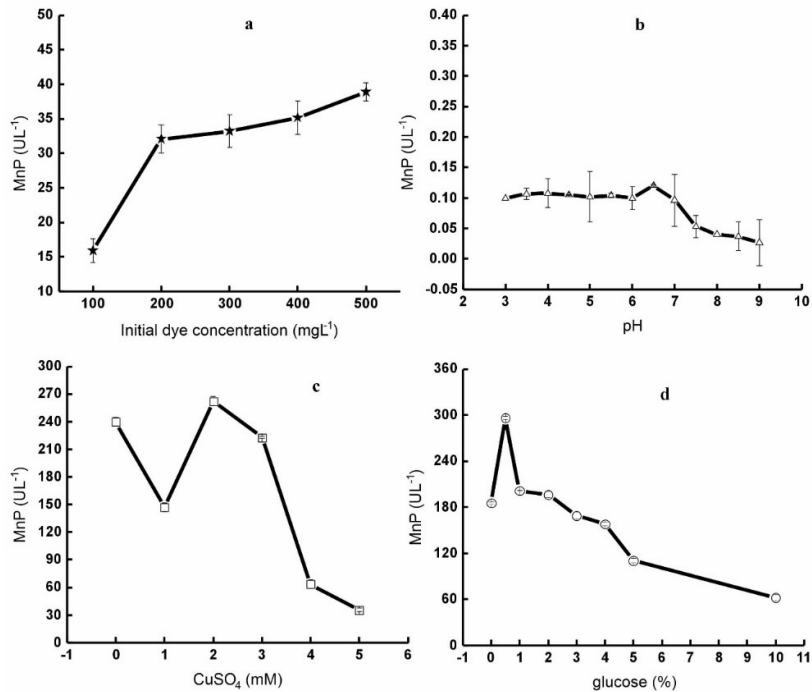 a
50
45
40
35
30
25
20
15
10
MnP (UL-1)
100 200 300 400 500
Initial dye concentration (mgL-1)
b
0.40
0.35
0.30
0.25
0.20
0.15
0.10
0.05
0.00
-0.05
MnP (UL-1)
2 3 4 5 6 7 8 9 10
pH
c
300
270
240
210
180
150
120
90
60
30
0
MnP (UL-1)
-1 0 1 2 3 4 5 6
CuSO4 (mM)
d
360
300
240
180
120
60
0
MnP (UL-1)
-1 0 1 2 3 4 5 6 7 8 9 10 11
glucose (%)